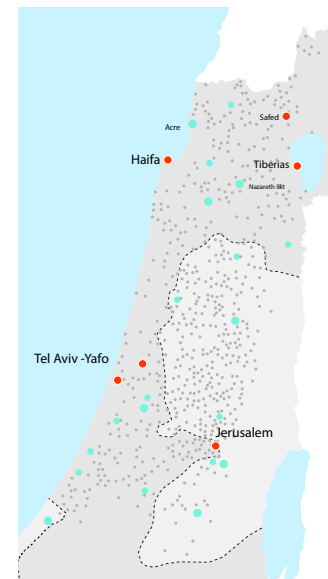 Safed
Acre
Haifa
Tiberias
Nazareth Illit
Tel Aviv -Yafo
Jerusalem